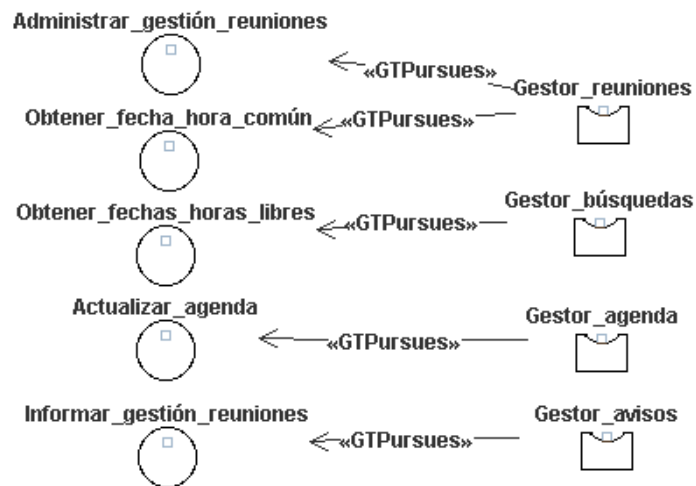 Administrar_gestión_reuniones
«GTPursues»
Gestor_reuniones
Obtener_fecha_hora_común
«GTPursues»
Obtener_fechas_horas_libres
«GTPursues»
Gestor_búsquedas
Actualizar_agenda
«GTPursues»
Gestor_agenda
Informar_gestión_reuniones
«GTPursues»
Gestor_avisos